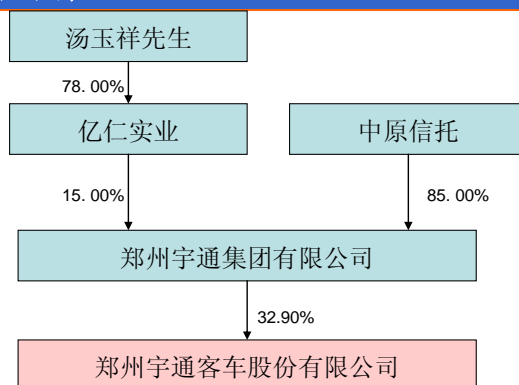 汤玉祥先生
78.00%
亿仁实业
中原信托
15.00%
85.00%
郑州宇通集团有限公司
32.90%
郑州宇通客车股份有限公司